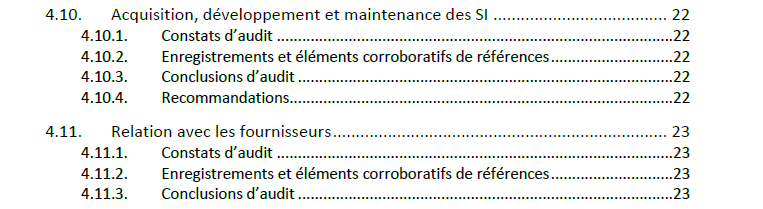 4.10. Acquisition, développement et maintenance des SI ........................................ 22
4.10.1. Constats d'audit ........................................................................................22
4.10.2. Enregistrements et éléments corroboratifs de références...........................22
4.10.3. Conclusions d'audit ...................................................................................22
4.10.4. Recommandations.....................................................................................22
4.11. Relation avec les fournisseurs........................................................................ 23
4.11.1. Constats d'audit ........................................................................................23
4.11.2. Enregistrements et éléments corroboratifs de références...........................23
4.11.3. Conclusions d'audit ...................................................................................23